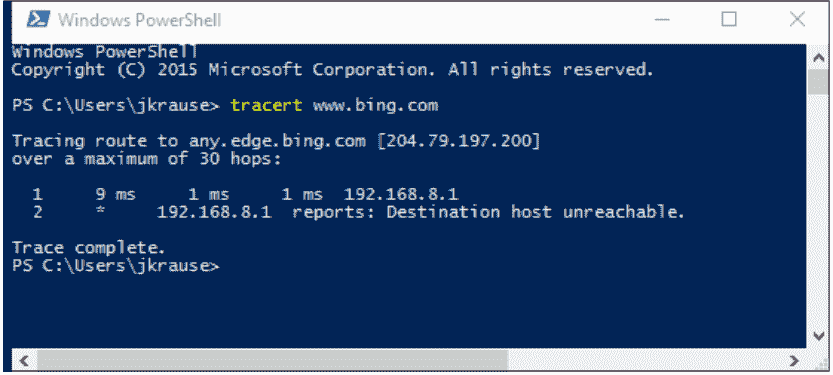 Windows PowerShell
Windows PowerShell
Copyright (C) 2015 Microsoft Corporation. All rights reserved.
PS C:\Users\jkrause> tracert www.bing.com
Tracing route to any.edge.bing.com [204.79.197.200]
over a maximum of 30 hops:
1 9 ms 1 ms 1 ms 192.168.8.1
2 * 192.168.8.1 reports: Destination host unreachable.
Trace complete.
PS C:\Users\jkrause>